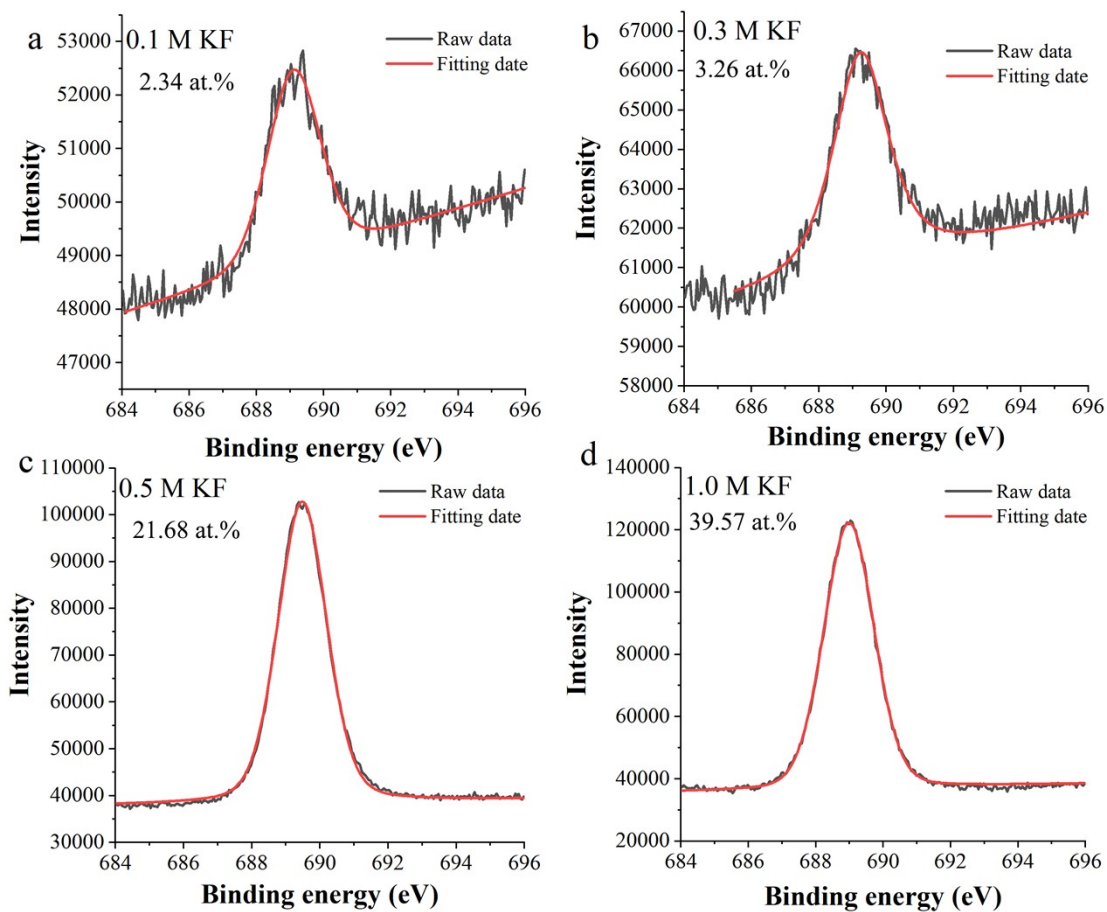 a
0.1 M KF
2.34 at.%
Raw data
Fitting date
53000
52000
51000
50000
49000
48000
47000
Intensity
684 686 688 690 692 694 696
Binding energy (eV)
b
0.3 M KF
3.26 at.%
Raw data
Fitting date
67000
66000
65000
64000
63000
62000
61000
60000
59000
58000
Intensity
684 686 688 690 692 694 696
Binding energy (eV)
c
0.5 M KF
21.68 at.%
Raw data
Fitting date
110000
100000
90000
80000
70000
60000
50000
40000
30000
Intensity
684 686 688 690 692 694 696
Binding energy (eV)
d
1.0 M KF
39.57 at.%
Raw data
Fitting date
140000
120000
100000
80000
60000
40000
20000
Intensity
684 686 688 690 692 694 696
Binding energy (eV)